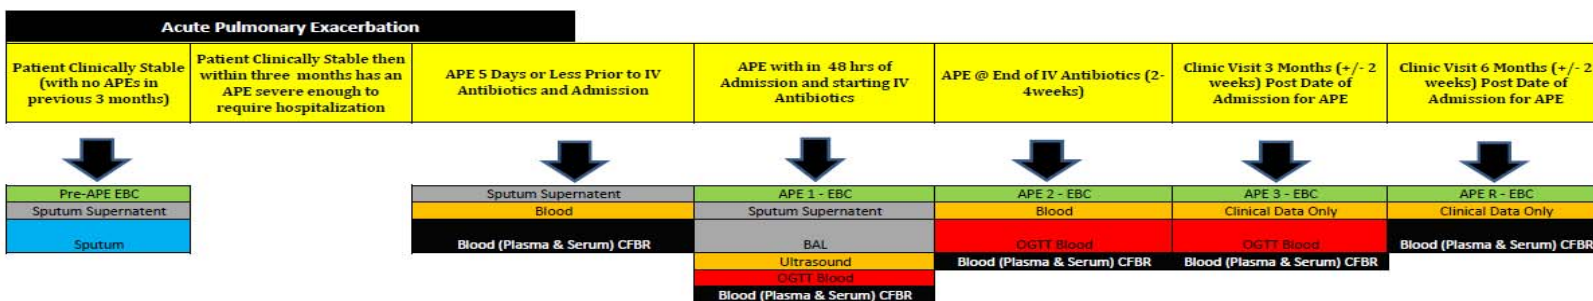 Acute Pulmonary Exacerbation
Patient Clinically Stable
(with no APEs in
previous 3 months)
Patient Clinically Stable then
within three months has an
APE severe enough to
require hospitalization
APE 5 Days or Less Prior to IV
Antibiotics and Admission
APE with in 48 hrs of
Admission and starting IV
Antibiotics
APE @ End of IV Antibiotics (2-
4weeks)
Clinic Visit 3 Months (+/- 2
weeks) Post Date of
Admission for APE
Clinic Visit 6 Months (+/- 2
weeks) Post Date of
Admission for APE
Pre-APE EBC
Sputum Supernatent
Sputum
Sputum Supernatent
Blood
Blood (Plasma & Serum) CFBR
APE 1 - EBC
Sputum Supernatent
BAL
Ultrasound
OGTT Blood
Blood (Plasma & Serum) CFBR
APE 2 - EBC
Blood
OGTT Blood
Blood (Plasma & Serum) CFBR
APE 3 - EBC
Clinical Data Only
OGTT Blood
Blood (Plasma & Serum) CFBR
APE R - EBC
Clinical Data Only
Blood (Plasma & Serum) CFBR